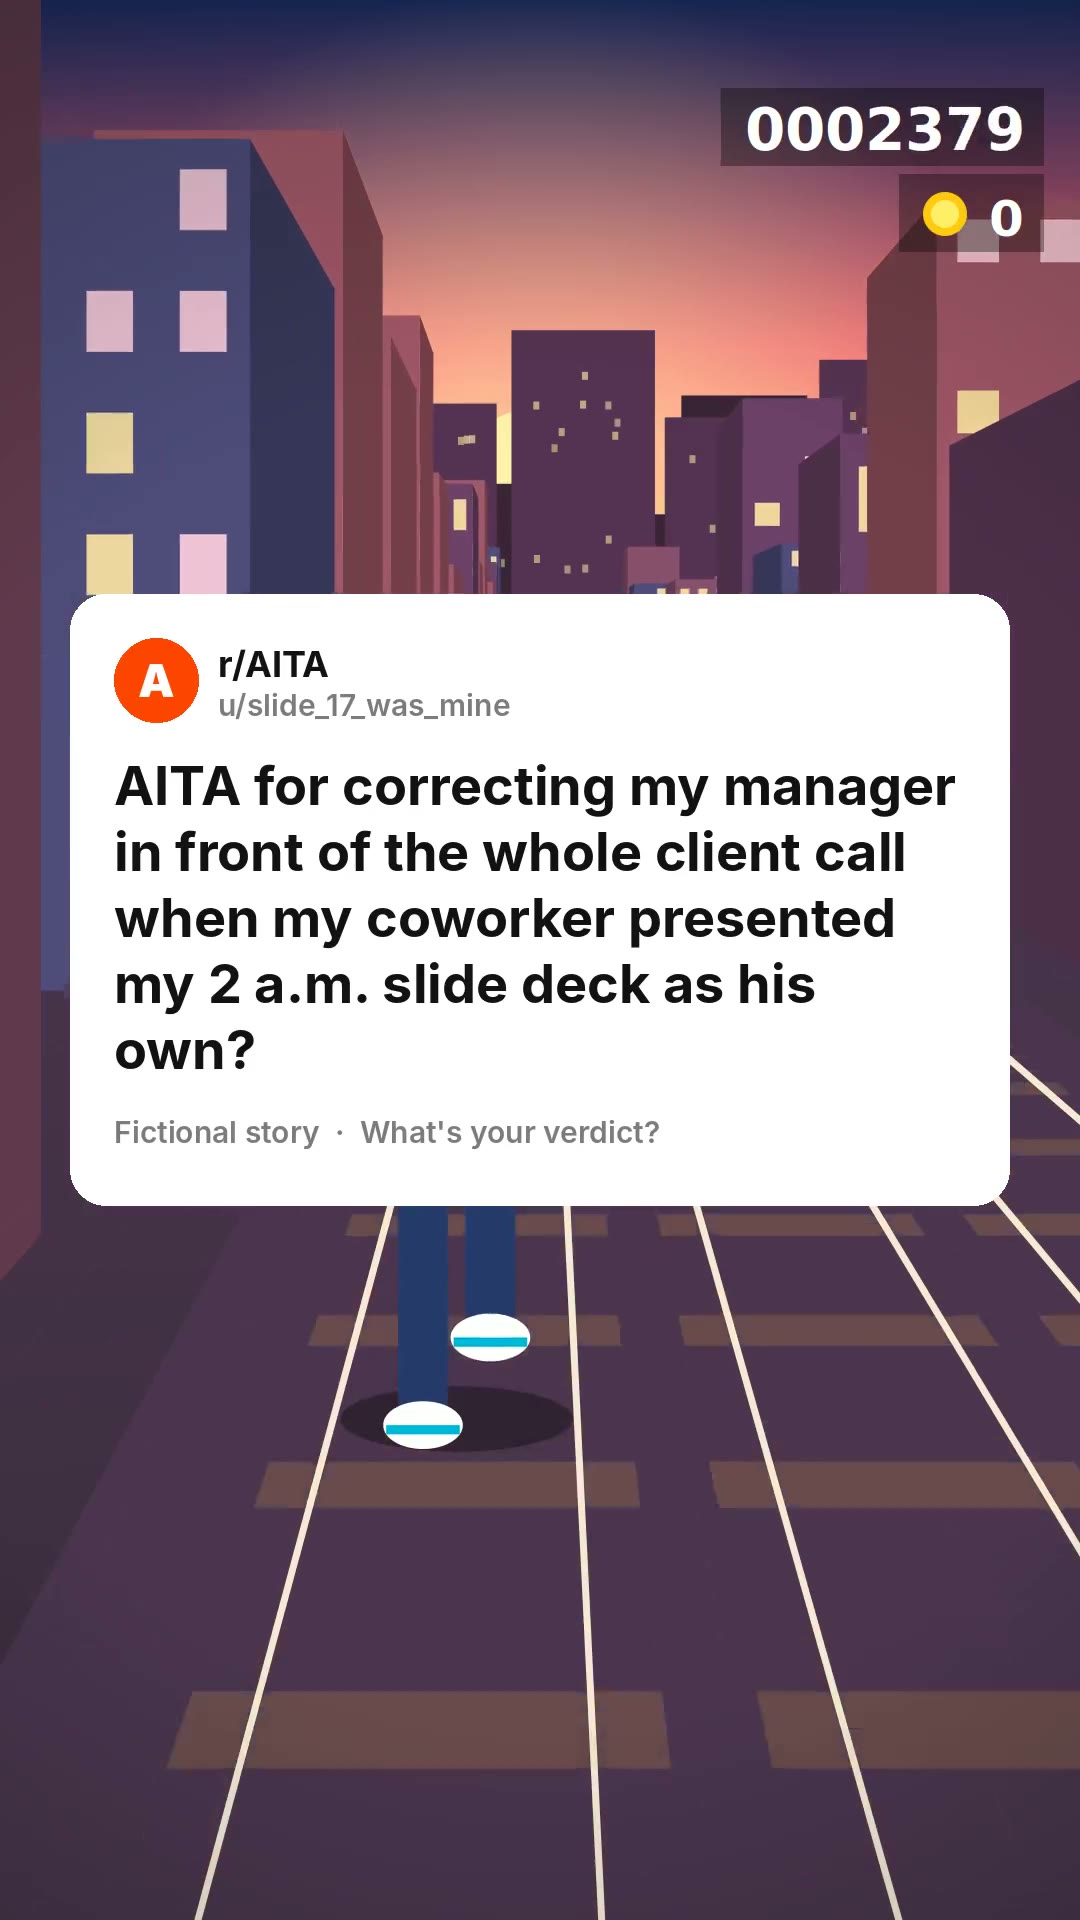 0002379
0
A
r/AITA
u/slide_17_was_mine
AITA for correcting my manager
in front of the whole client call
when my coworker presented
my 2 a.m. slide deck as his
own?
Fictional story · What's your verdict?